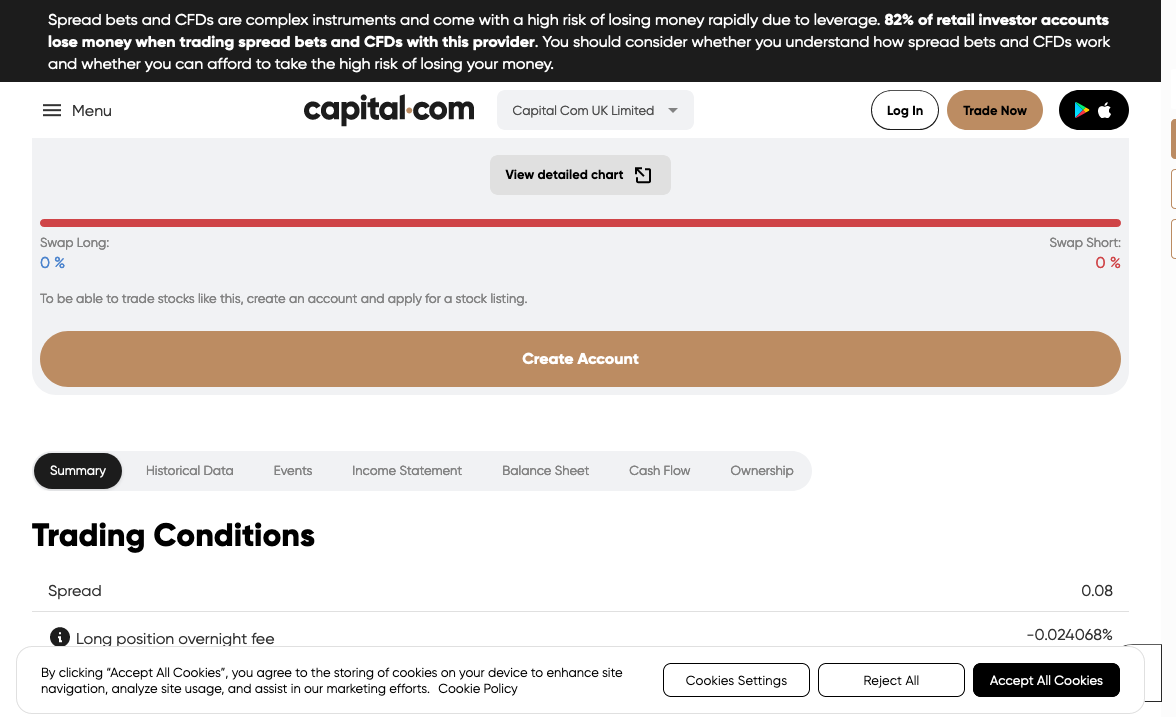 Spread bets and CFDs are complex instruments and come with a high risk of losing money rapidly due to leverage. 82% of retail investor accounts
lose money when trading spread bets and CFDs with this provider. You should consider whether you understand how spread bets and CFDs work
and whether you can afford to take the high risk of losing your money.
Menu
capital.com
Capital Com UK Limited
Log In
Trade Now
View detailed chart
Swap Long:
Swap Short:
0 %
0 %
To be able to trade stocks like this, create an account and apply for a stock listing.
Create Account
Summary
Historical Data
Events
Income Statement
Balance Sheet
Cash Flow
Ownership
Trading Conditions
Spread
0.08
Long position overnight fee
-0.024068%
By clicking “Accept All Cookies”, you agree to the storing of cookies on your device to enhance site
navigation, analyze site usage, and assist in our marketing efforts. Cookie Policy
Cookies Settings
Reject All
Accept All Cookies